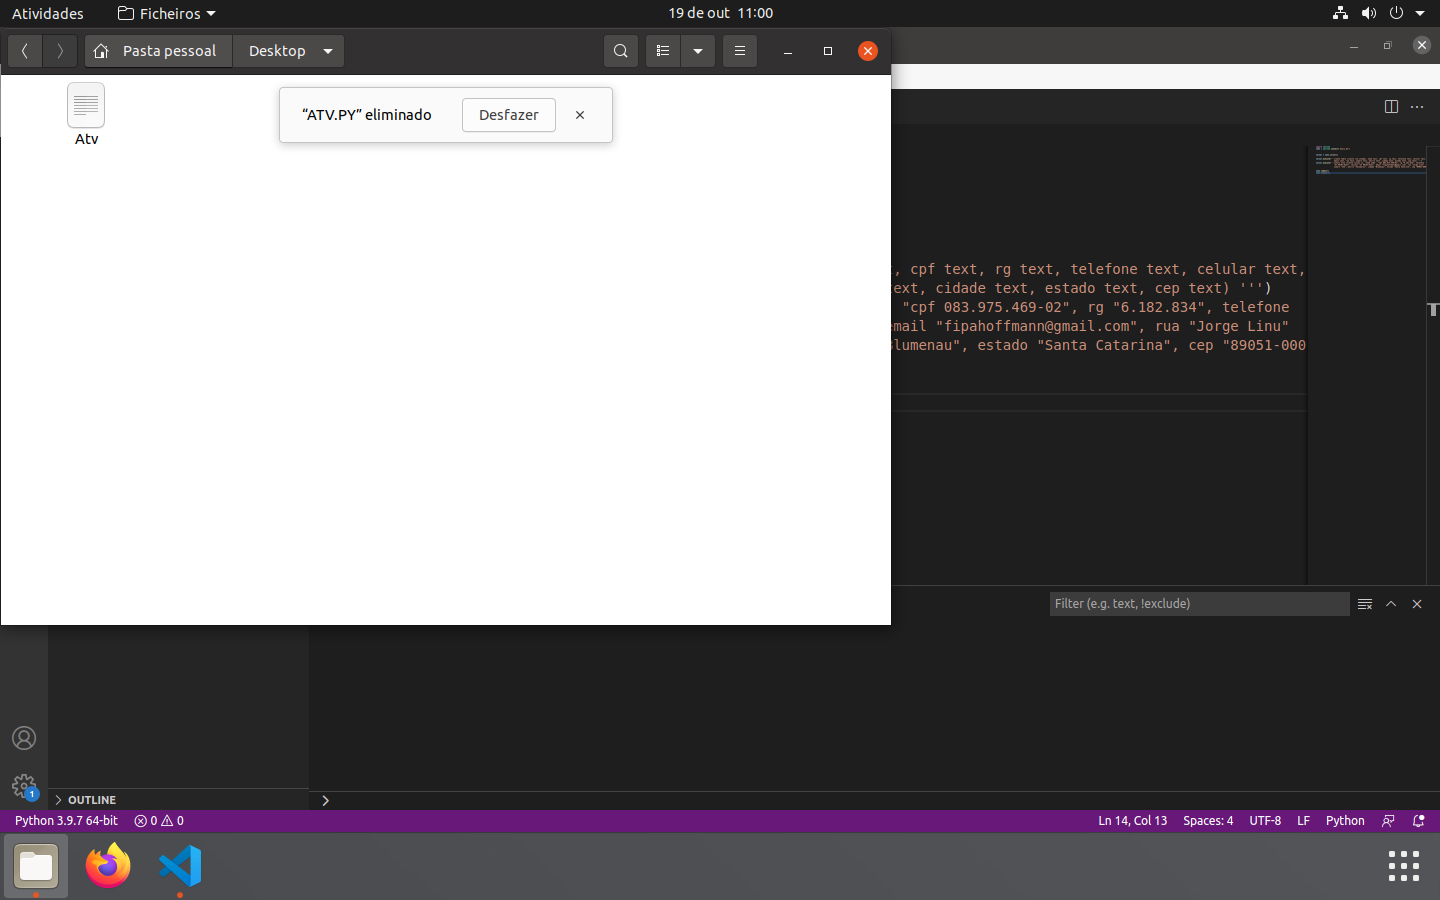 Atividades Ficheiros 19 de out 11:00
Pasta pessoal Desktop
“ATV.PY” eliminado Desfazer
Atv
, cpf text, rg text, telefone text, celular text,
ext, cidade text, estado text, cep text) ''')
"cpf 083.975.469-02", rg "6.182.834", telefone
email "fipahoffmann@gmail.com", rua "Jorge Linu"
Blumenau", estado "Santa Catarina", cep "89051-000
Filter (e.g. text, !exclude)
1
OUTLINE
Python 3.9.7 64-bit 0 0 Ln 14, Col 13 Spaces: 4 UTF-8 LF Python